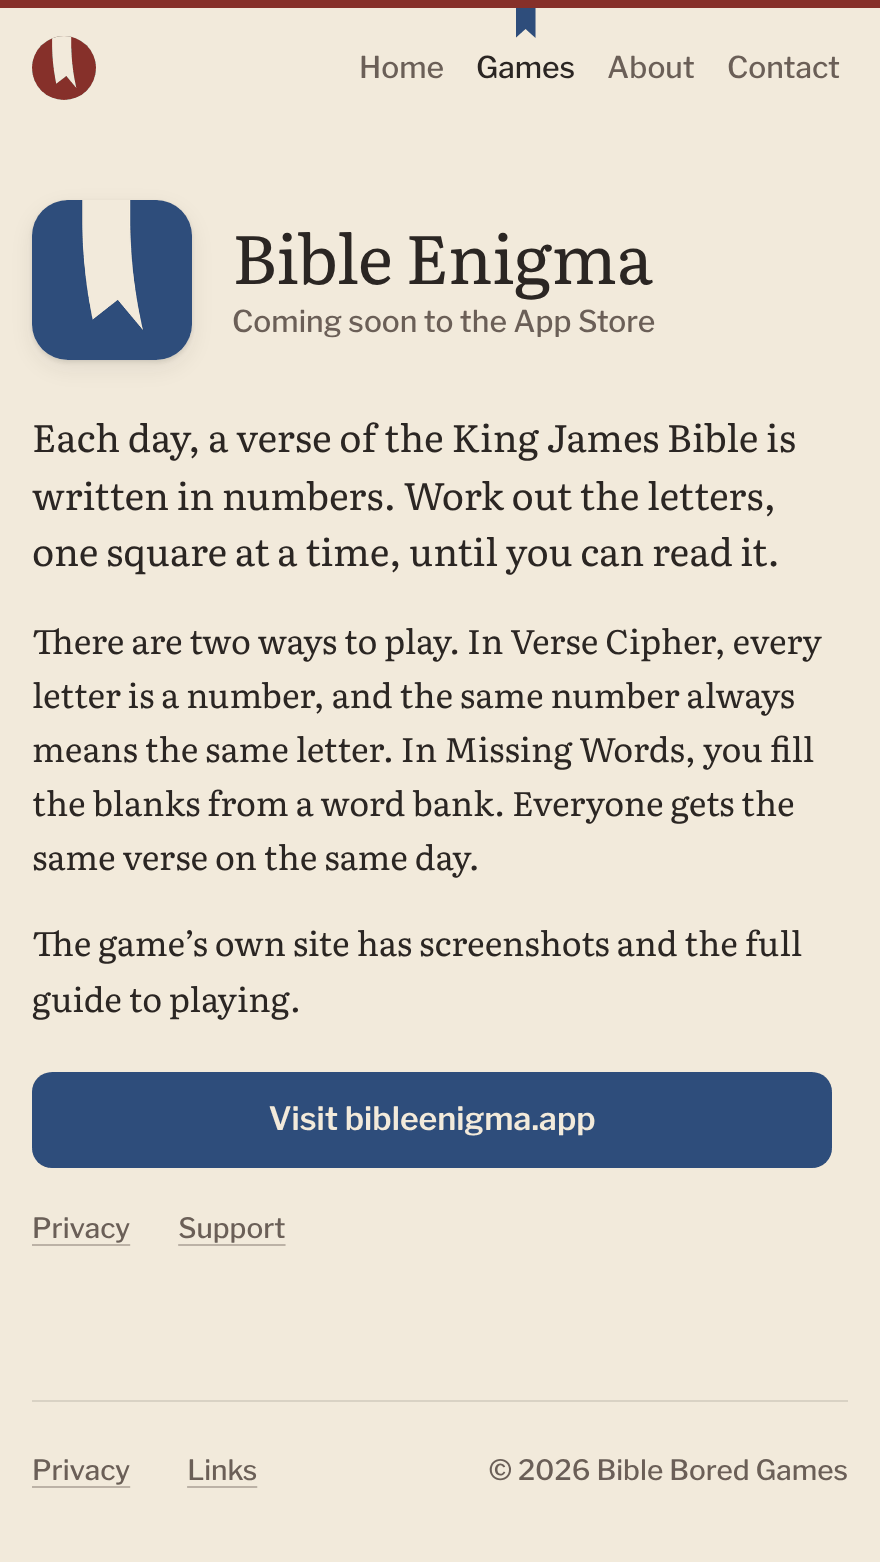 Home Games About Contact
Bible Enigma
Coming soon to the App Store
Each day, a verse of the King James Bible is
written in numbers. Work out the letters,
one square at a time, until you can read it.
There are two ways to play. In Verse Cipher, every
letter is a number, and the same number always
means the same letter. In Missing Words, you fill
the blanks from a word bank. Everyone gets the
same verse on the same day.
The game’s own site has screenshots and the full
guide to playing.
Visit bibleenigma.app
Privacy Support
Privacy Links © 2026 Bible Bored Games